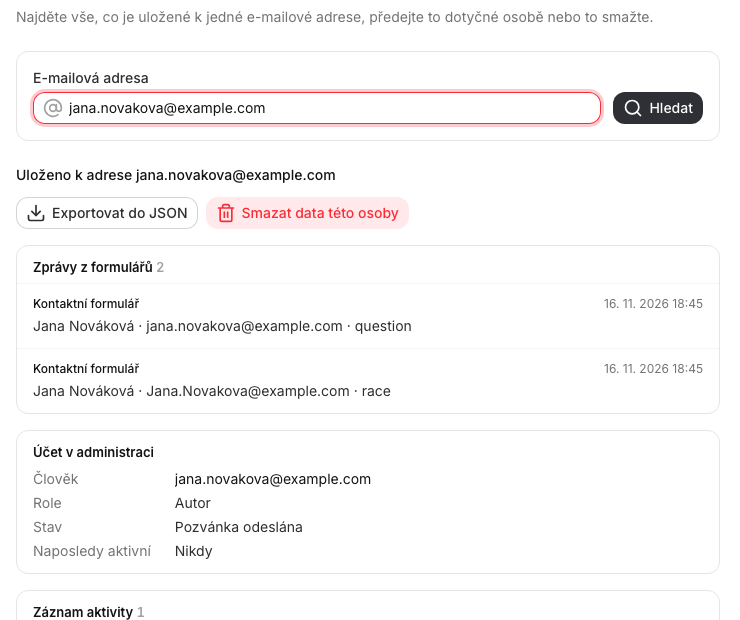 Najděte vše, co je uložené k jedné e-mailové adrese, předejte to dotyčné osobě nebo to smažte.
E-mailová adresa
jana.novakova@example.com
Hledat
Uloženo k adrese jana.novakova@example.com
Exportovat do JSON
Smazat data této osoby
Zprávy z formulářů 2
Kontaktní formulář 16. 11. 2026 18:45
Jana Nováková · jana.novakova@example.com · question
Kontaktní formulář 16. 11. 2026 18:45
Jana Nováková · Jana.Novakova@example.com · race
Účet v administraci
Člověk jana.novakova@example.com
Role Autor
Stav Pozvánka odeslána
Naposledy aktivní Nikdy
Záznam aktivity 1